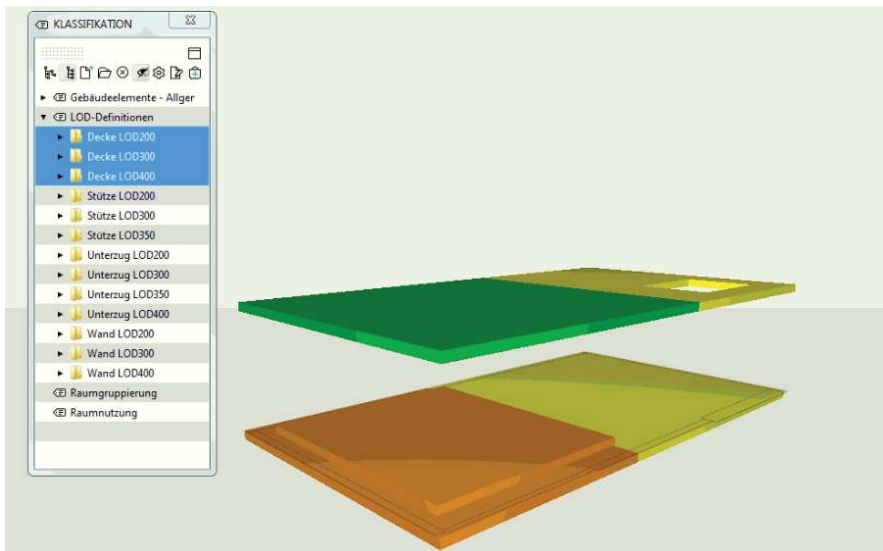 KLASSIFIKATION
Gebäudeelemente - Allger
LOD-Definitionen
Decke LOD200
Decke LOD300
Decke LOD400
Stütze LOD200
Stütze LOD300
Stütze LOD350
Unterzug LOD200
Unterzug LOD300
Unterzug LOD350
Unterzug LOD400
Wand LOD200
Wand LOD300
Wand LOD400
Raumgruppierung
Raumnutzung